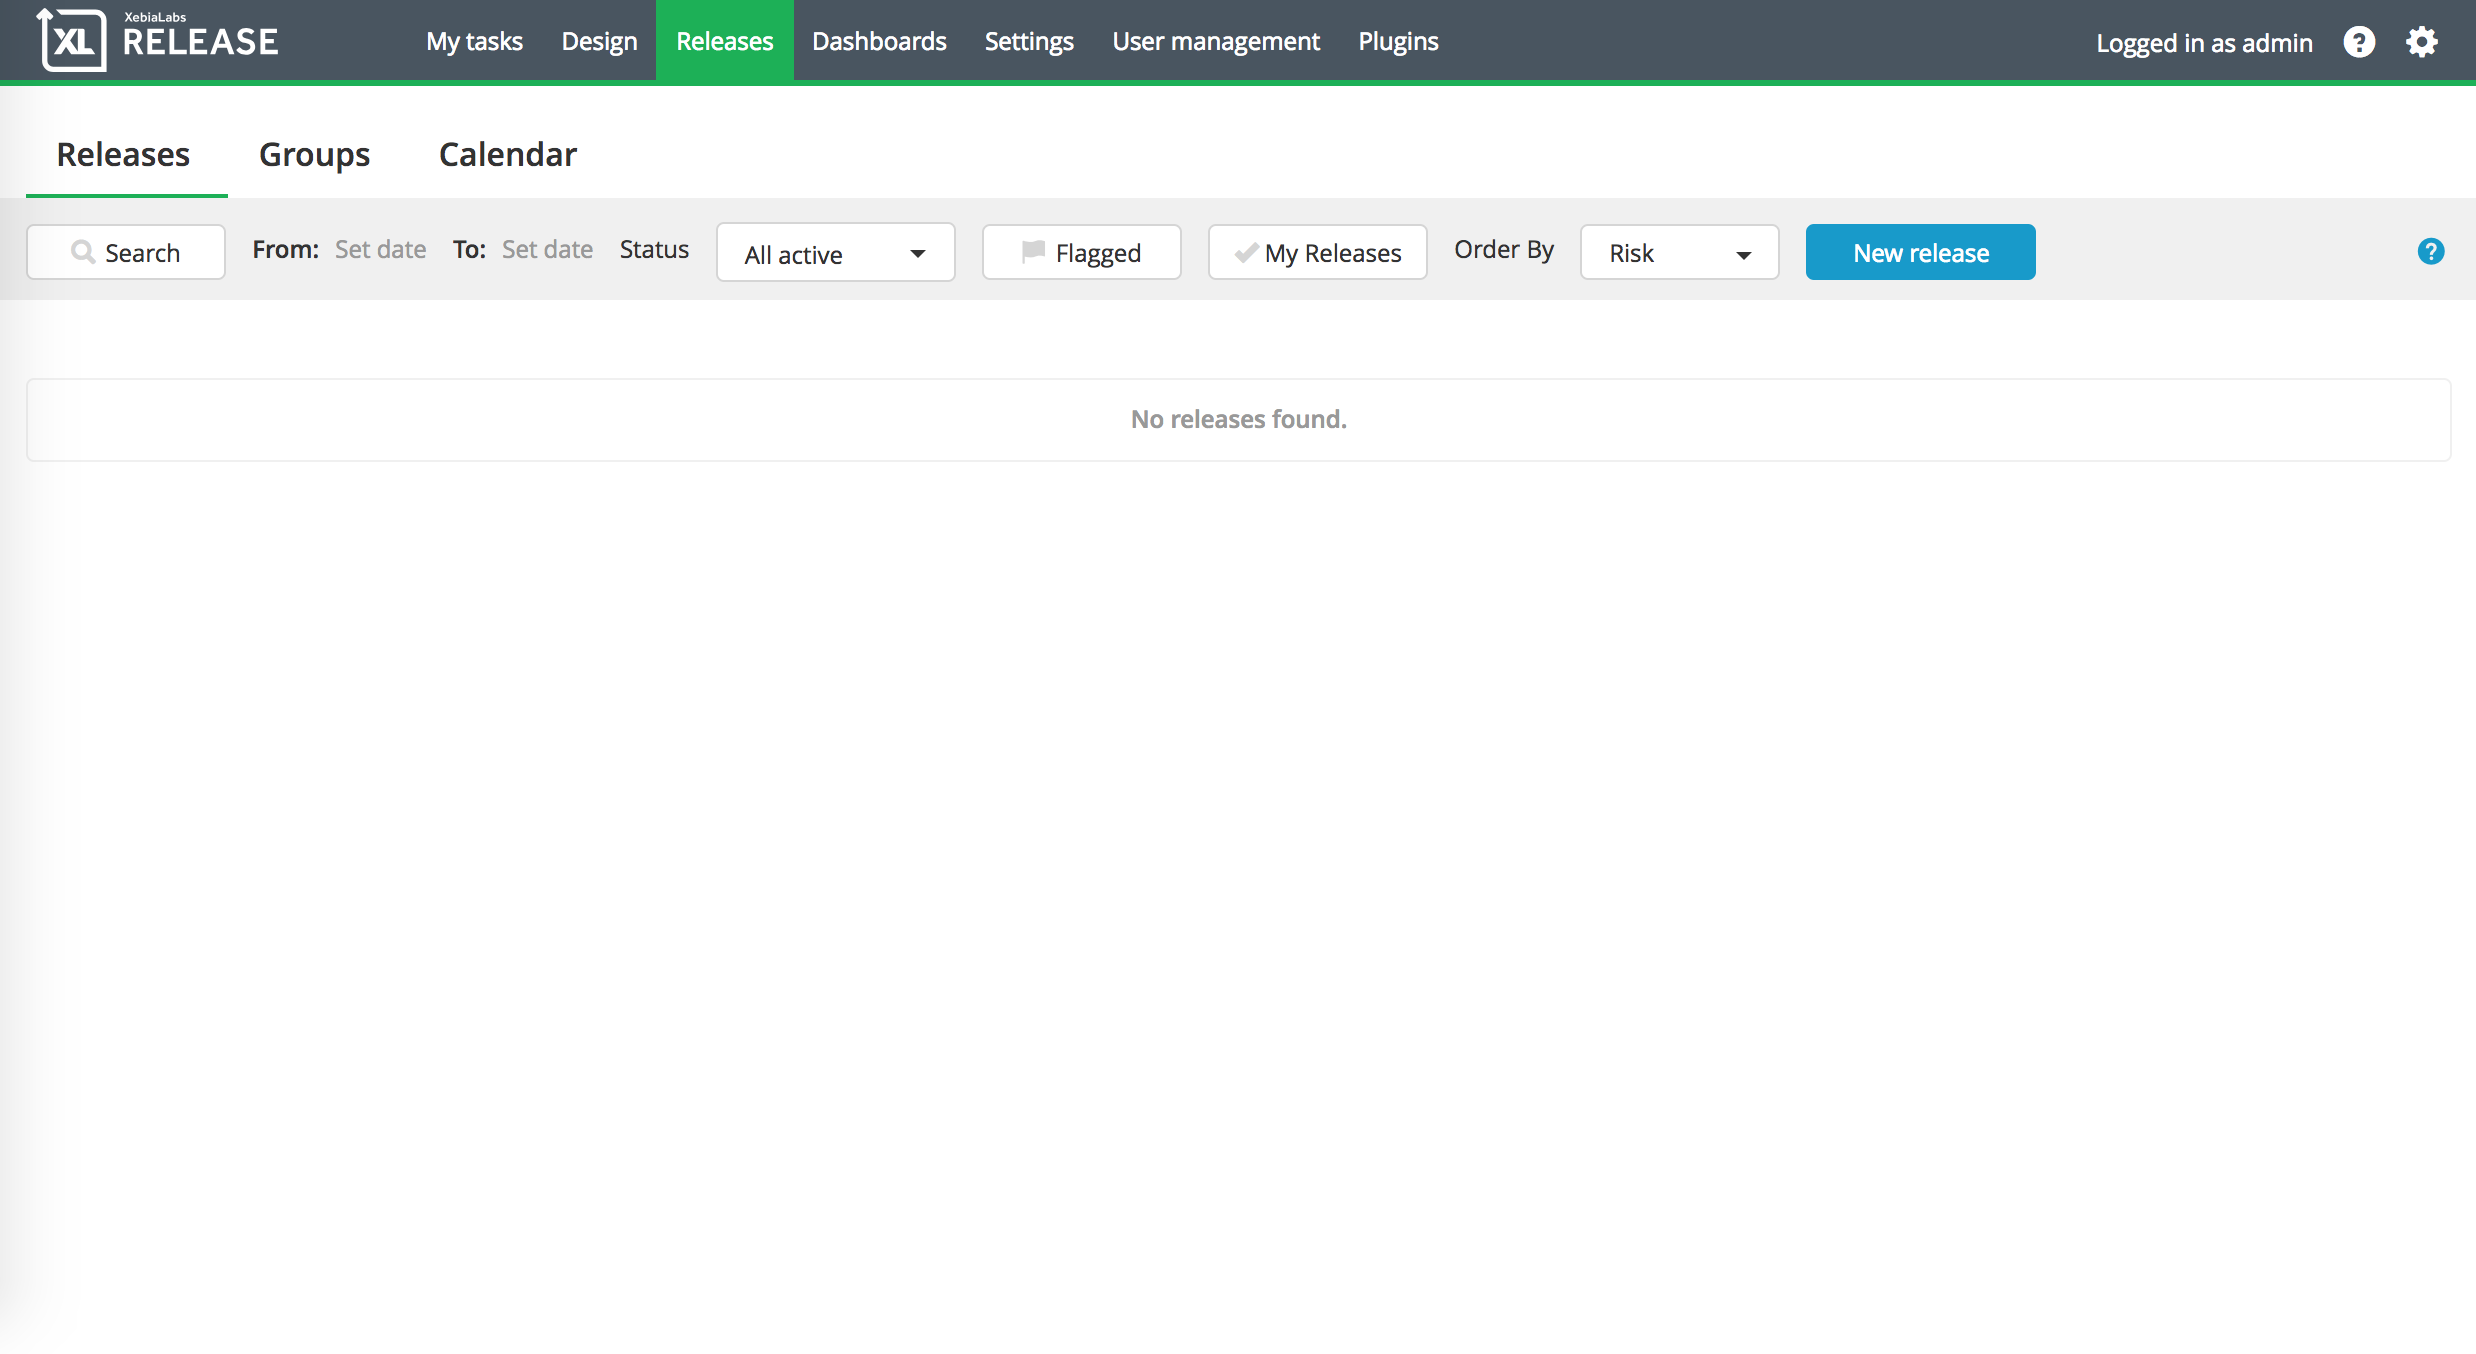 XL XebiaLabs
RELEASE
My tasks Design Releases Dashboards Settings User management Plugins Logged in as admin ?
Releases Groups Calendar
Search From: Set date To: Set date Status All active Flagged My Releases Order By Risk New release ?
No releases found.